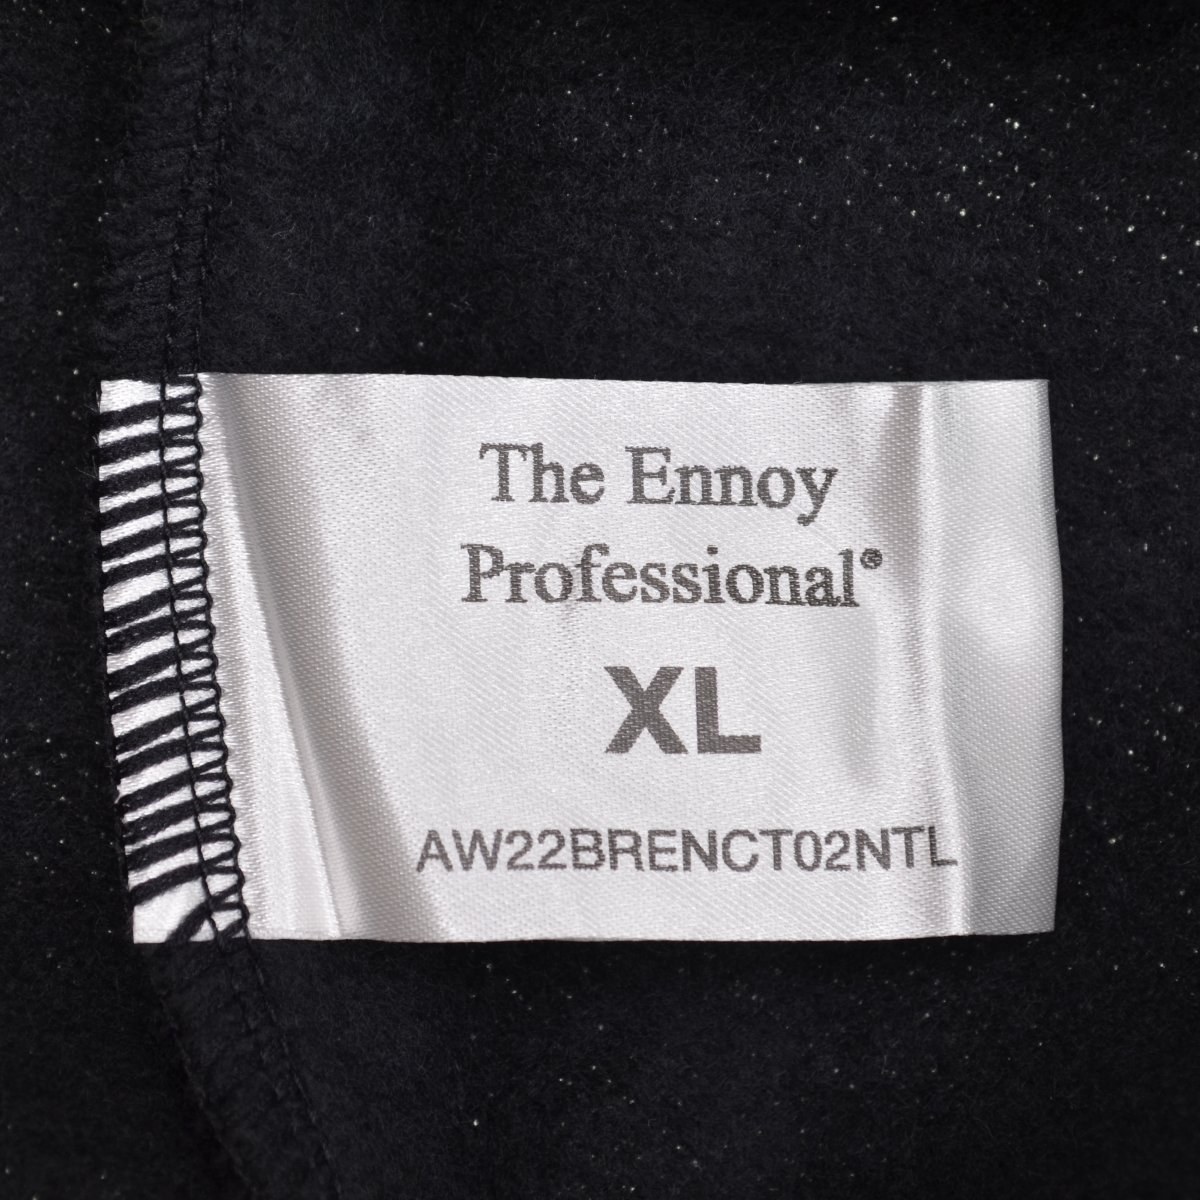 The Ennoy
Professional®
XL
AW22BRENCT02NTL